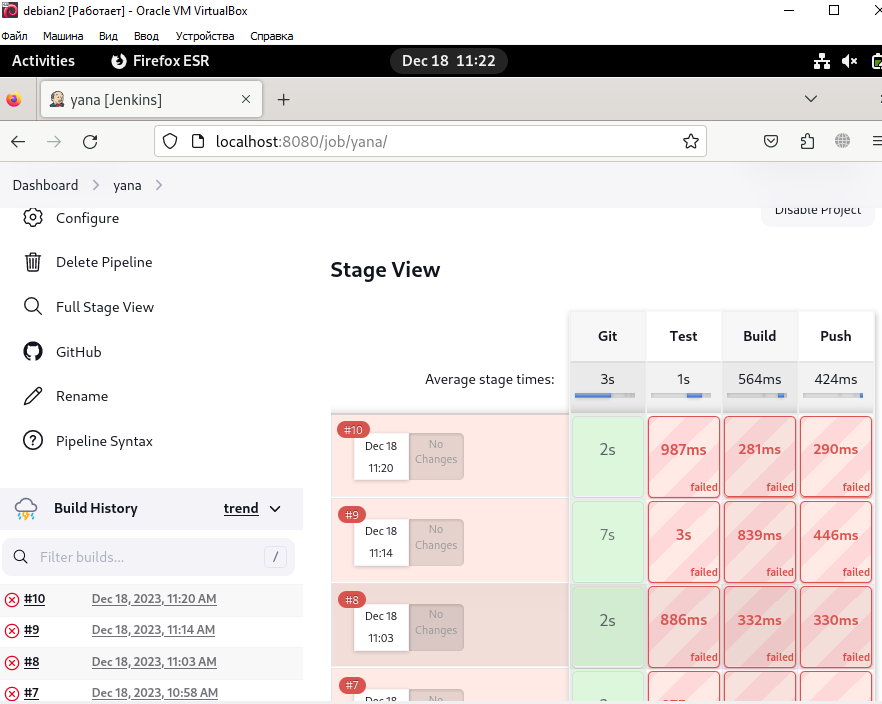 debian2 [Работает] - Oracle VM VirtualBox
Файл Машина Вид Ввод Устройства Справка
Activities Firefox ESR Dec 18 11:22
yana [Jenkins]
localhost:8080/job/yana/
Dashboard yana
Configure
Disable Project
Delete Pipeline
Full Stage View
GitHub
Rename
Pipeline Syntax
Build History trend
Filter builds... /
#10 Dec 18, 2023, 11:20 AM
#9 Dec 18, 2023, 11:14 AM
#8 Dec 18, 2023, 11:03 AM
#7 Dec 18, 2023, 10:58 AM
Stage View
Git Test Build Push
Average stage times: 3s 1s 564ms 424ms
#10
Dec 18 No
11:20 Changes
2s 987ms 281ms 290ms
failed failed failed
#9
Dec 18 No
11:14 Changes
7s 3s 839ms 446ms
failed failed failed
#8
Dec 18 No
11:03 Changes
2s 886ms 332ms 330ms
failed failed failed
#7
Dec 18 No